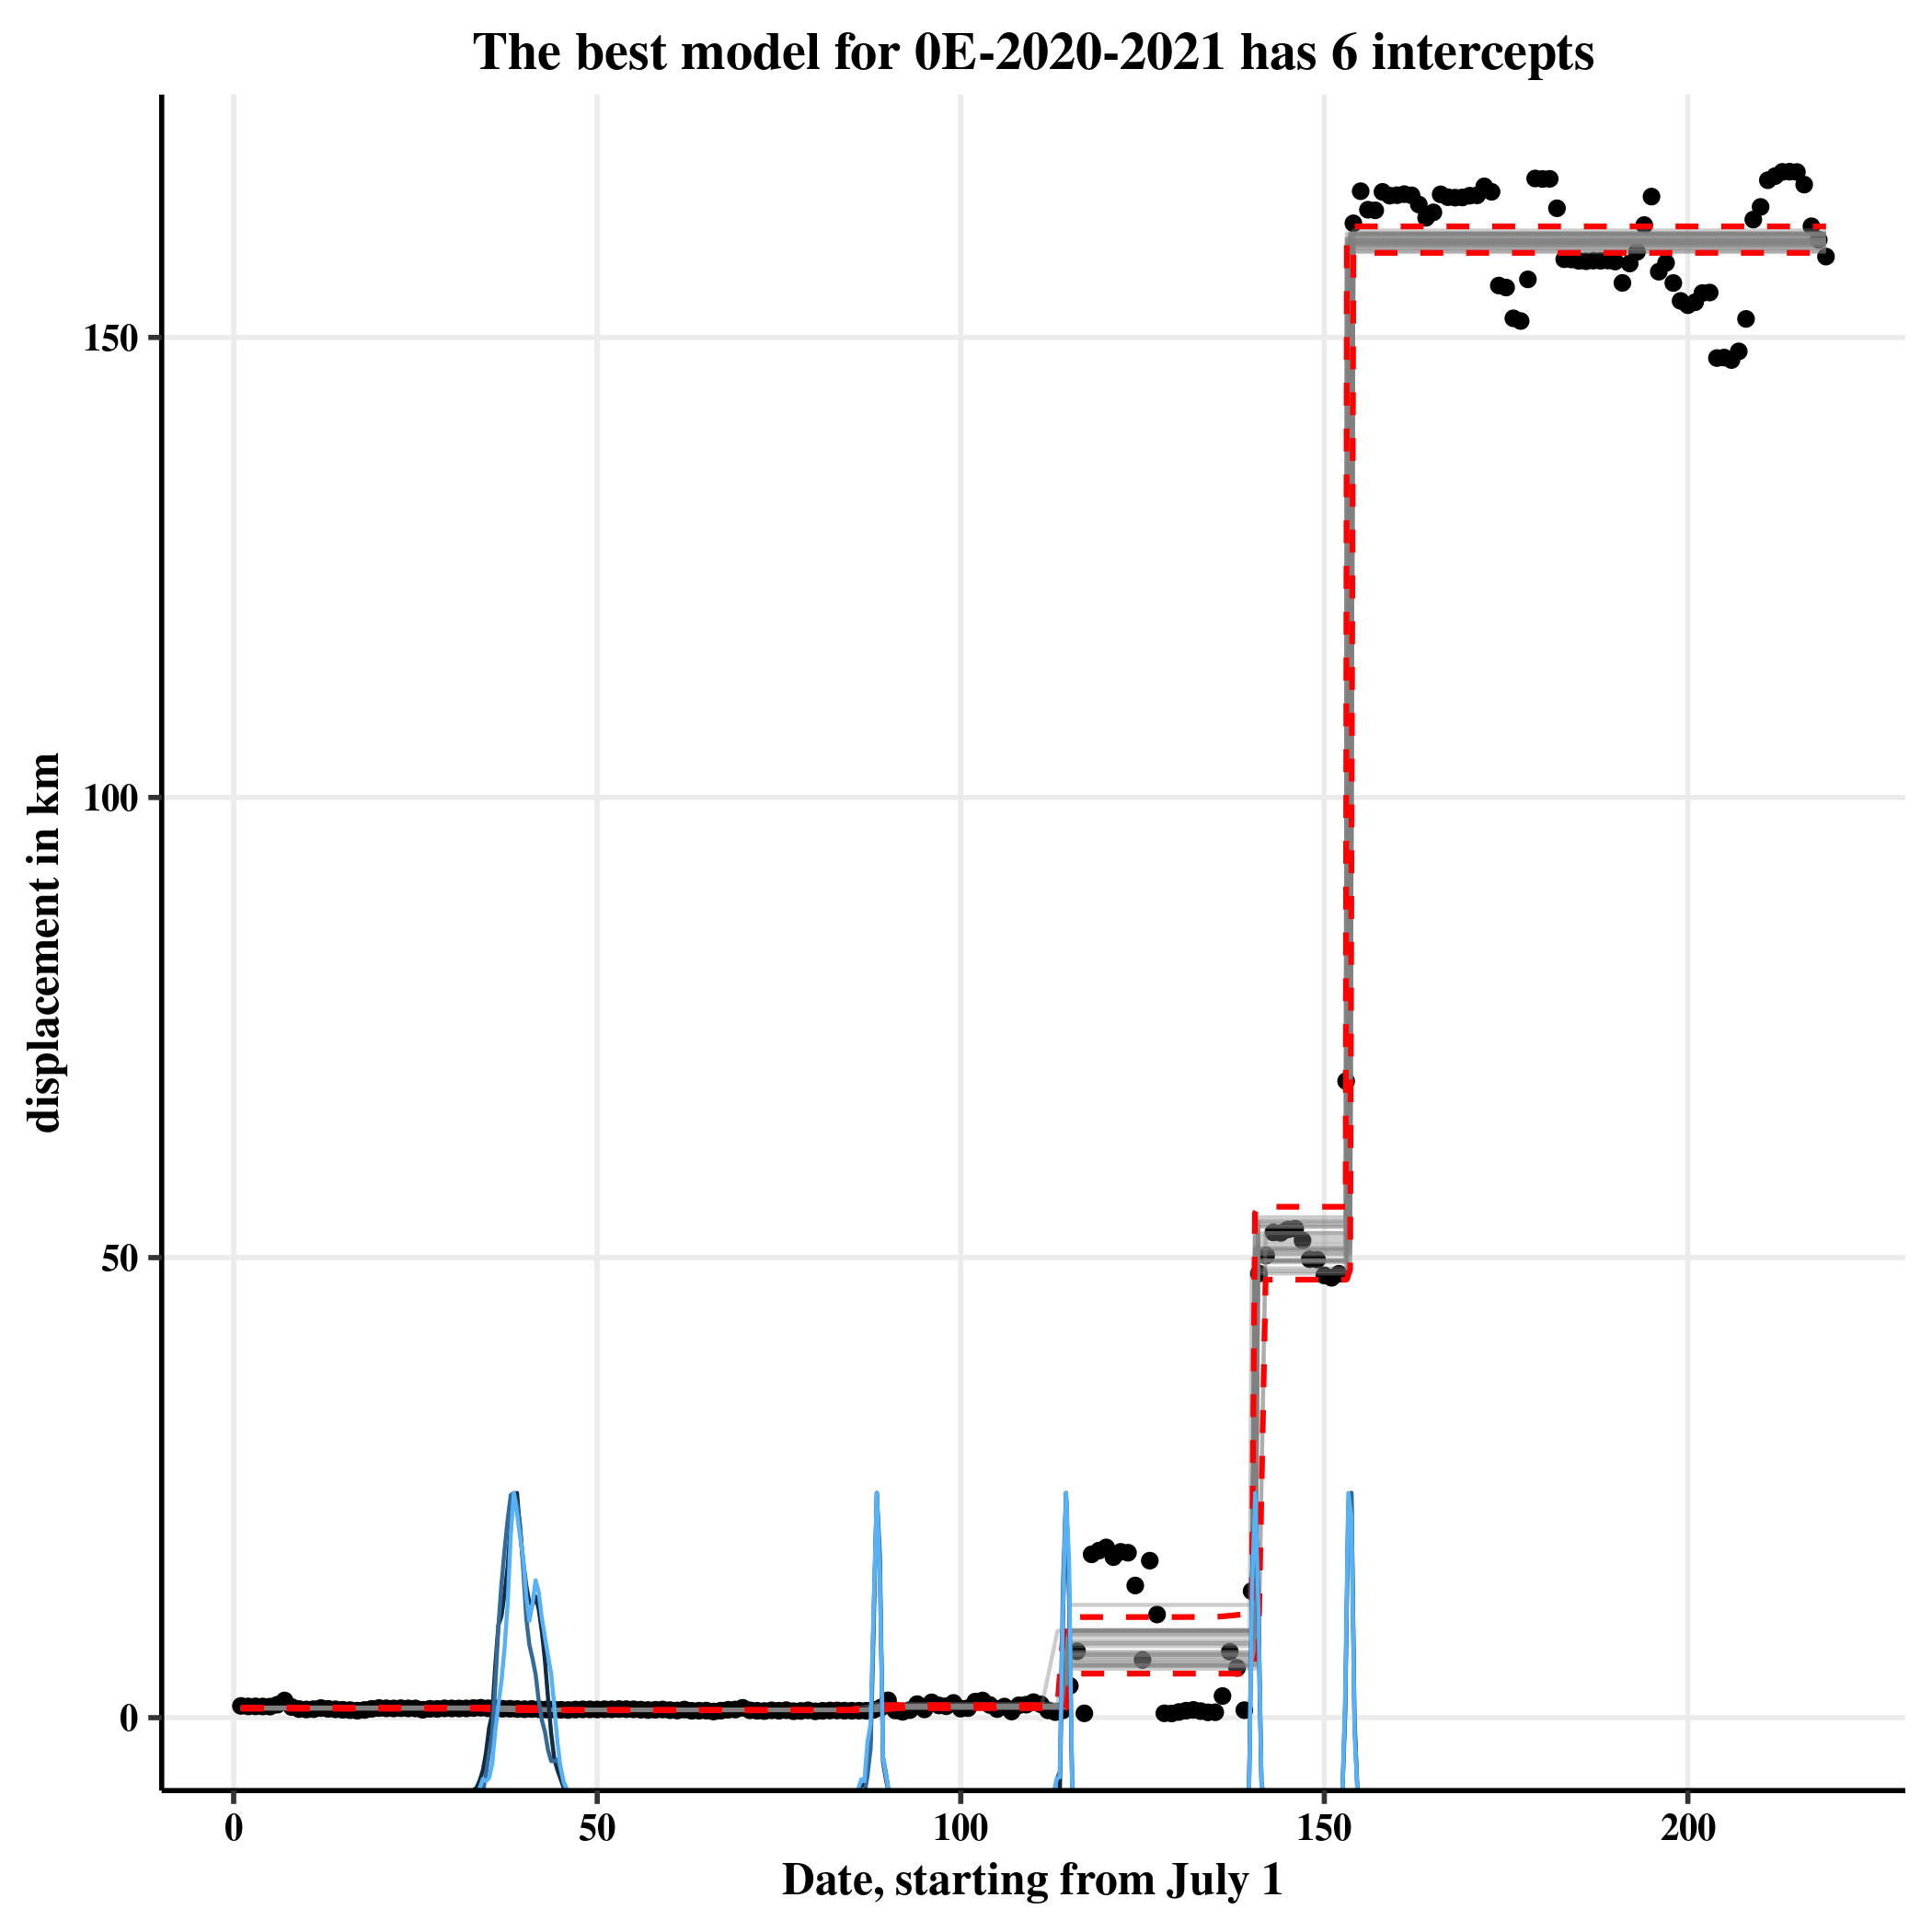 The best model for 0E-2020-2021 has 6 intercepts
displacement in km
150
100
50
0
0 50 100 150 200
Date, starting from July 1